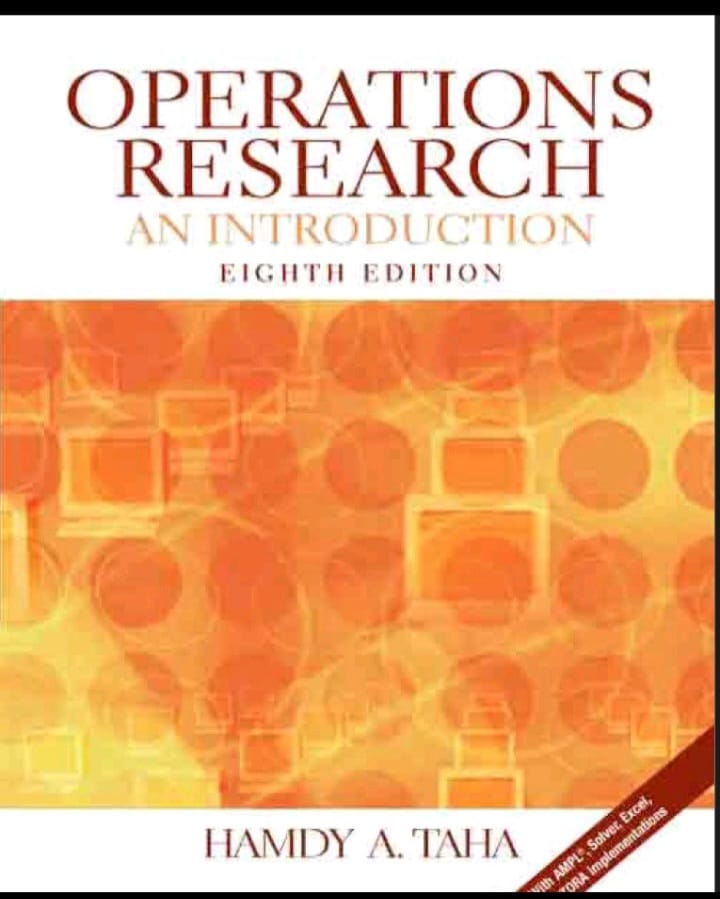 OPERATIONS
RESEARCH
AN INTRODUCTION
EIGHTH EDITION
HAMDY A. TAHA
With AMPL®, Solver, Excel,
TORA Implementations